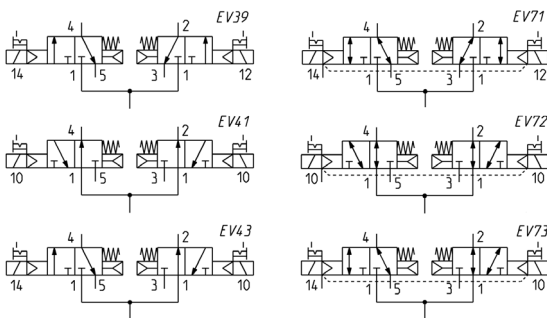 4 2 EV39
14 1 5 3 1 12
4 2 EV71
14 1 5 3 1 12
4 2 EV41
10 1 5 3 1 10
4 2 EV72
10 1 5 3 1 10
4 2 EV43
14 1 5 3 1 10
4 2 EV73
14 1 5 3 1 10